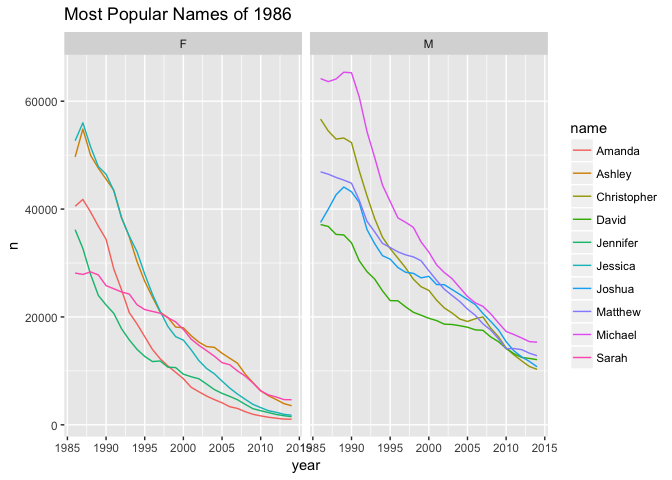 Most Popular Names of 1986
F M
60000
40000
20000
0
n
1985 1990 1995 2000 2005 2010 2015 1985 1990 1995 2000 2005 2010 2015
year
name
Amanda
Ashley
Christopher
David
Jennifer
Jessica
Joshua
Matthew
Michael
Sarah